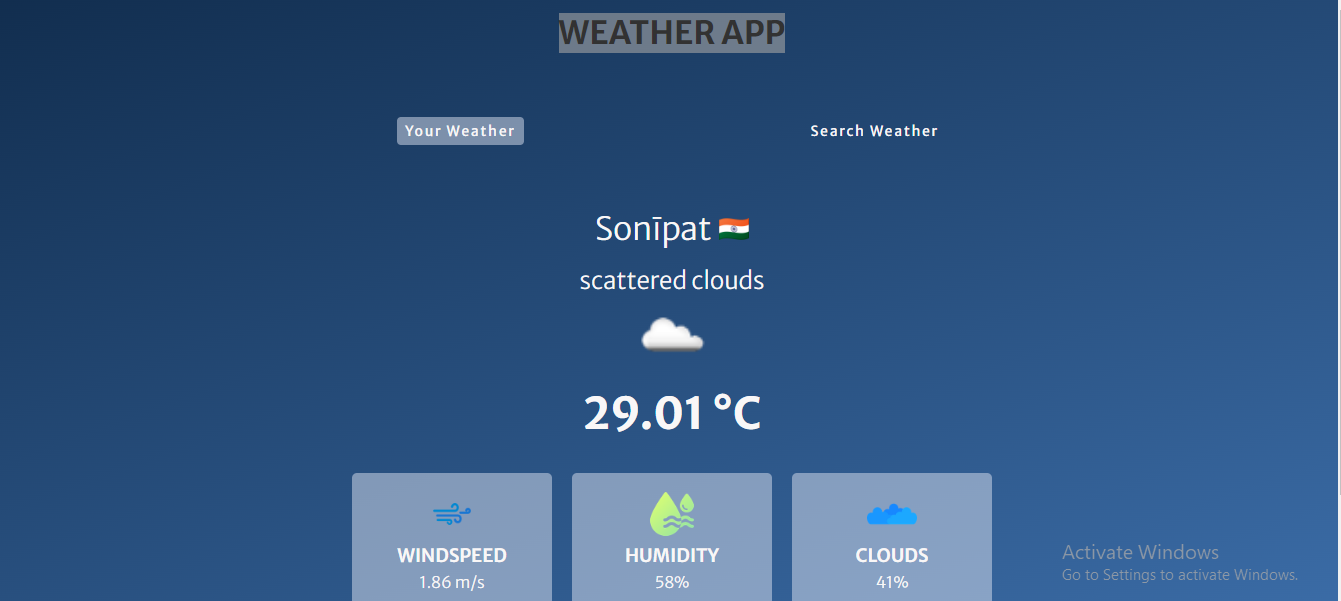 WEATHER APP
Your Weather Search Weather
Sonīpat
scattered clouds
29.01 °C
WINDSPEED HUMIDITY CLOUDS
1.86 m/s 58% 41%
Activate Windows
Go to Settings to activate Windows.